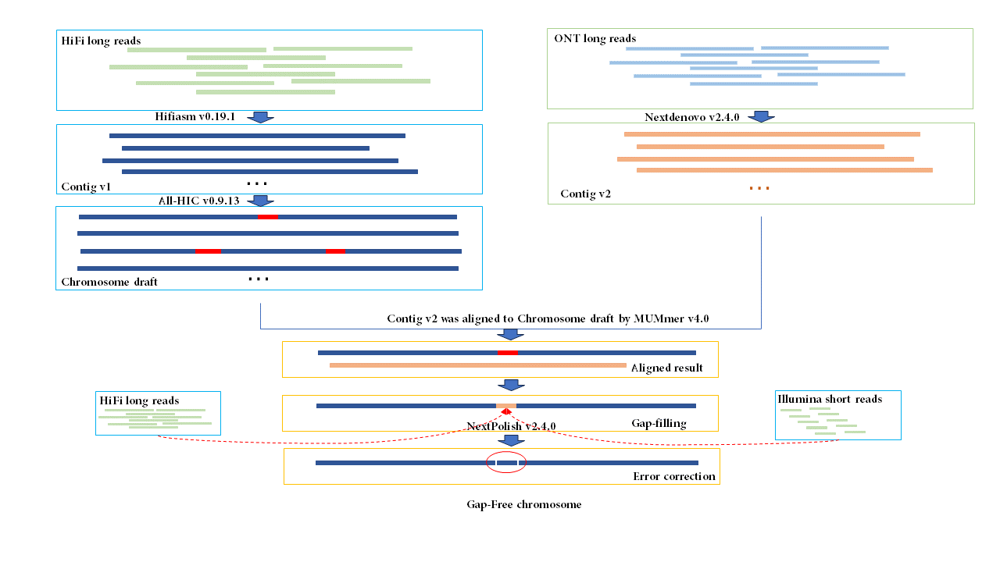 HiFi long reads
ONT long reads
Hifiasm v0.19.1
Nextdenovo v2.4.0
Contig v1
Contig v2
...
...
All-HIC v0.9.13
Chromosome draft
...
Contig v2 was aligned to Chromosome draft by MUMmer v4.0
Aligned result
HiFi long reads
Illumina short reads
Gap-filling
NextPolish v2.4.0
Error correction
Gap-Free chromosome